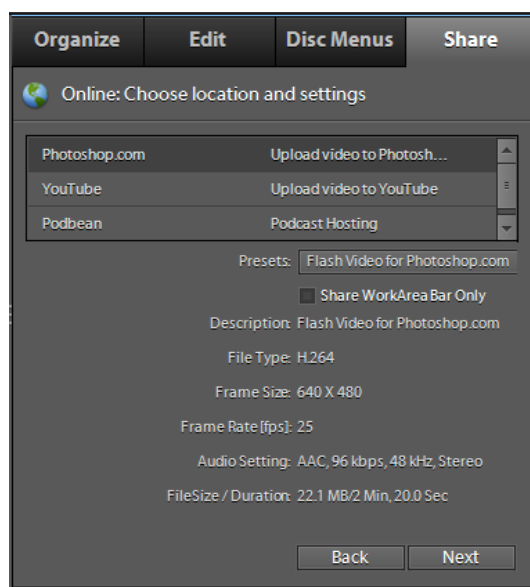 Organize Edit Disc Menus Share
Online: Choose location and settings
Photoshop.com Upload video to Photosh...
YouTube Upload video to YouTube
Podbean Podcast Hosting
Presets: Flash Video for Photoshop.com
Share WorkArea Bar Only
Description: Flash Video for Photoshop.com
File Type: H.264
Frame Size: 640 X 480
Frame Rate [fps]: 25
Audio Setting: AAC, 96 kbps, 48 kHz, Stereo
FileSize / Duration: 22.1 MB/2 Min, 20.0 Sec
Back Next